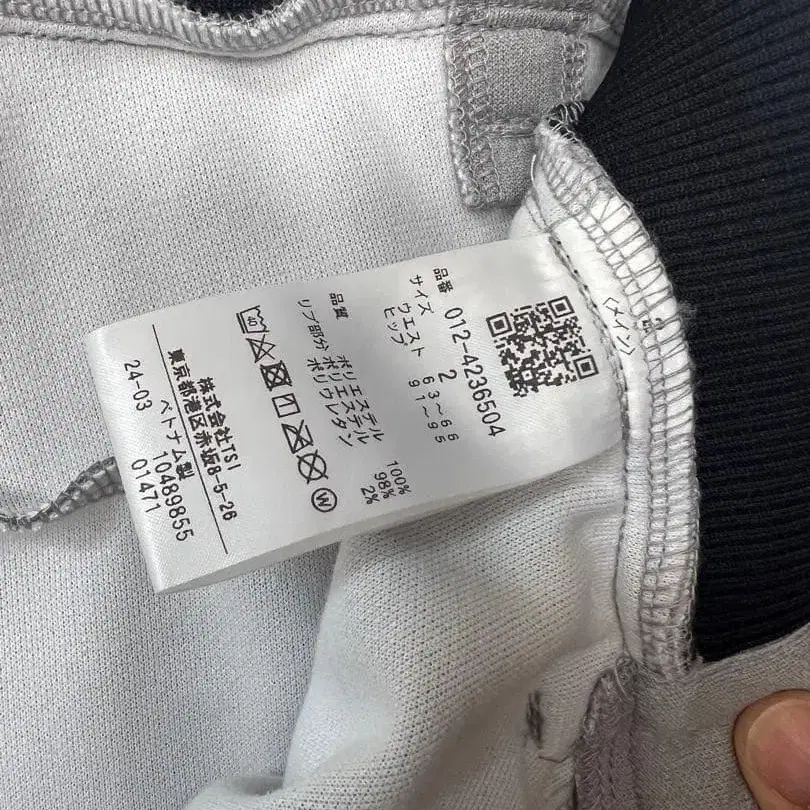 〈メイン〉
品番 012-4236504
サイズ 2
ウエスト 63〜66
ヒップ 91〜95
品質 ポリエステル 100%
リブ部分 ポリエステル 98%
ポリウレタン 2%
40
W
株式会社TSI
東京都港区赤坂8-5-26
ベトナム製 10489855
24-03 01471